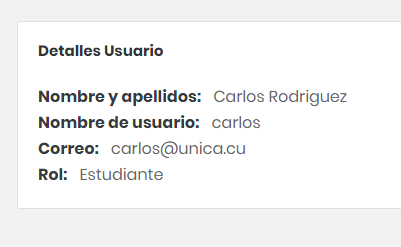 Detalles Usuario
Nombre y apellidos: Carlos Rodriguez
Nombre de usuario: carlos
Correo: carlos@unica.cu
Rol: Estudiante